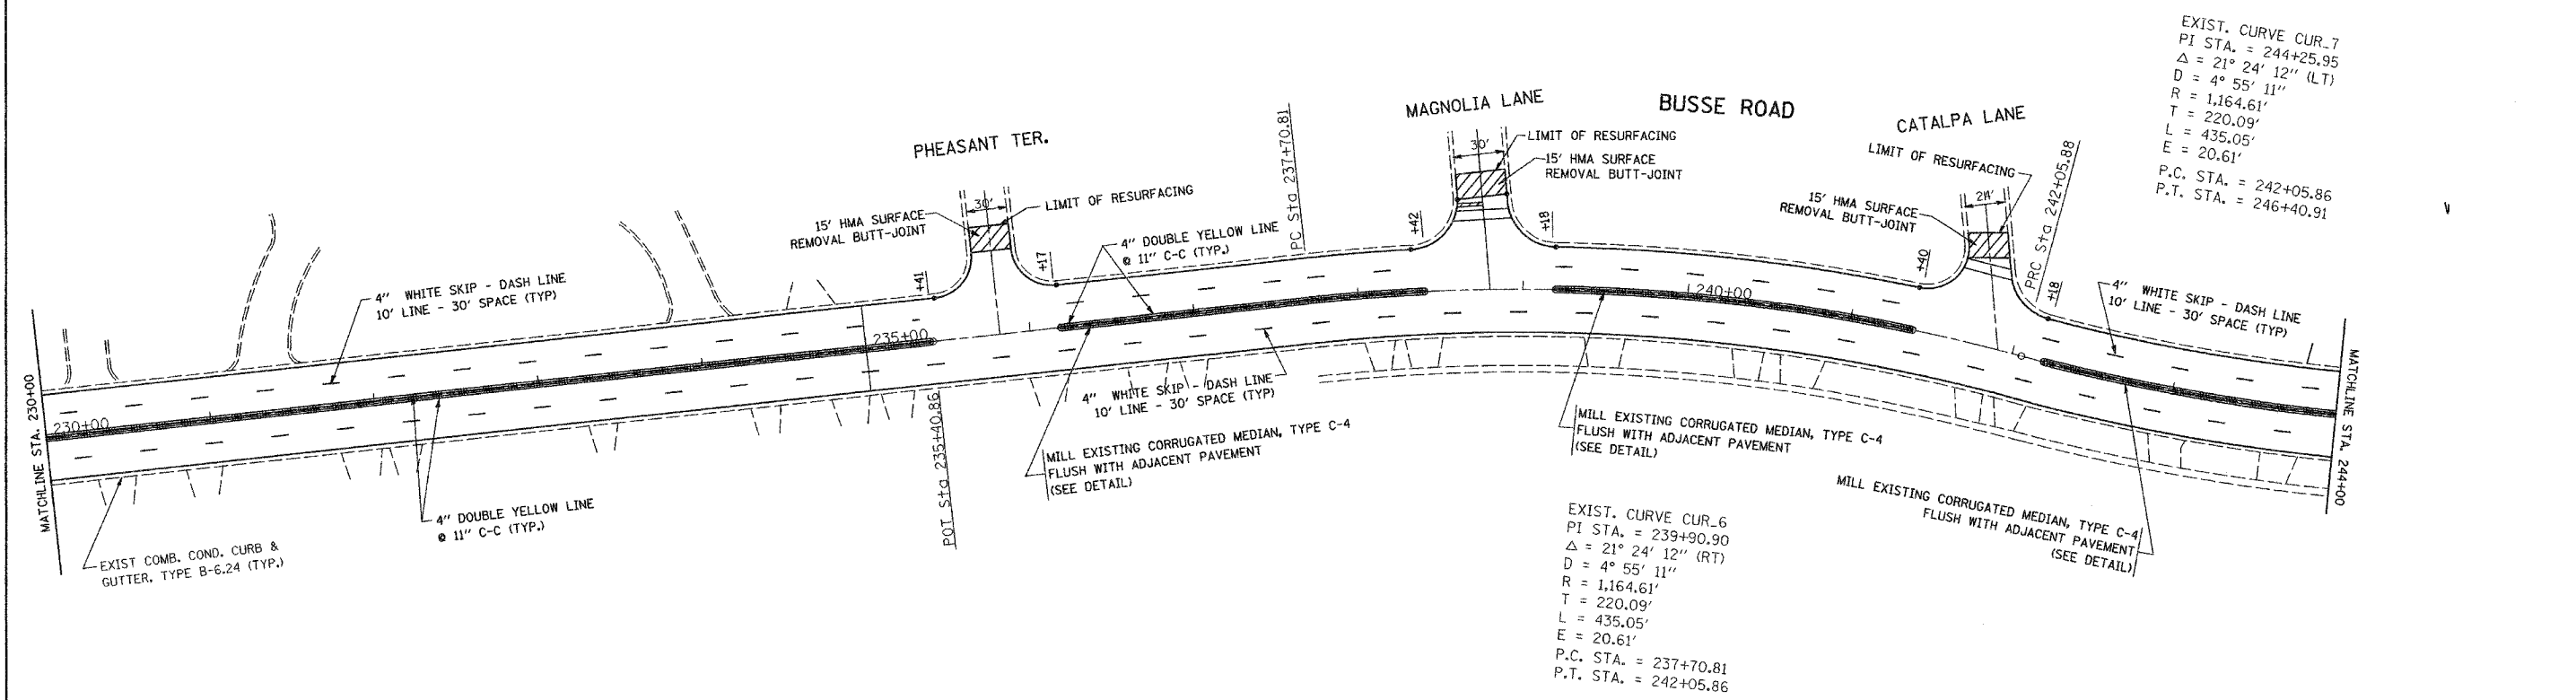 EXIST. CURVE CUR_7
PI STA. = 244+25.95
Δ = 21° 24' 12" (LT)
D = 4° 55' 11"
R = 1,164.61'
T = 220.09'
L = 435.05'
E = 20.61'
P.C. STA. = 242+05.86
P.T. STA. = 246+40.91
PHEASANT TER.
MAGNOLIA LANE
BUSSE ROAD
CATALPA LANE
30'
15' HMA SURFACE
REMOVAL BUTT-JOINT
LIMIT OF RESURFACING
+41
+17
4" DOUBLE YELLOW LINE
@ 11" C-C (TYP.)
PC Sta 237+70.81
30'
LIMIT OF RESURFACING
15' HMA SURFACE
REMOVAL BUTT-JOINT
+42
+18
LIMIT OF RESURFACING
15' HMA SURFACE
REMOVAL BUTT-JOINT
+40
PRC Sta 242+05.88
+18
4" WHITE SKIP - DASH LINE
10' LINE - 30' SPACE (TYP)
4" WHITE SKIP - DASH LINE
10' LINE - 30' SPACE (TYP)
MATCHLINE STA. 230+00
230+00
235+00
240+00
MATCHLINE STA. 244+00
POT Sta 235+40.86
4" WHITE SKIP - DASH LINE
10' LINE - 30' SPACE (TYP)
MILL EXISTING CORRUGATED MEDIAN, TYPE C-4
FLUSH WITH ADJACENT PAVEMENT
(SEE DETAIL)
MILL EXISTING CORRUGATED MEDIAN, TYPE C-4
FLUSH WITH ADJACENT PAVEMENT
(SEE DETAIL)
MILL EXISTING CORRUGATED MEDIAN, TYPE C-4
FLUSH WITH ADJACENT PAVEMENT
(SEE DETAIL)
4" DOUBLE YELLOW LINE
@ 11" C-C (TYP.)
EXIST COMB. COND. CURB &
GUTTER, TYPE B-6.24 (TYP.)
EXIST. CURVE CUR_6
PI STA. = 239+90.90
Δ = 21° 24' 12" (RT)
D = 4° 55' 11"
R = 1,164.61'
T = 220.09'
L = 435.05'
E = 20.61'
P.C. STA. = 237+70.81
P.T. STA. = 242+05.86